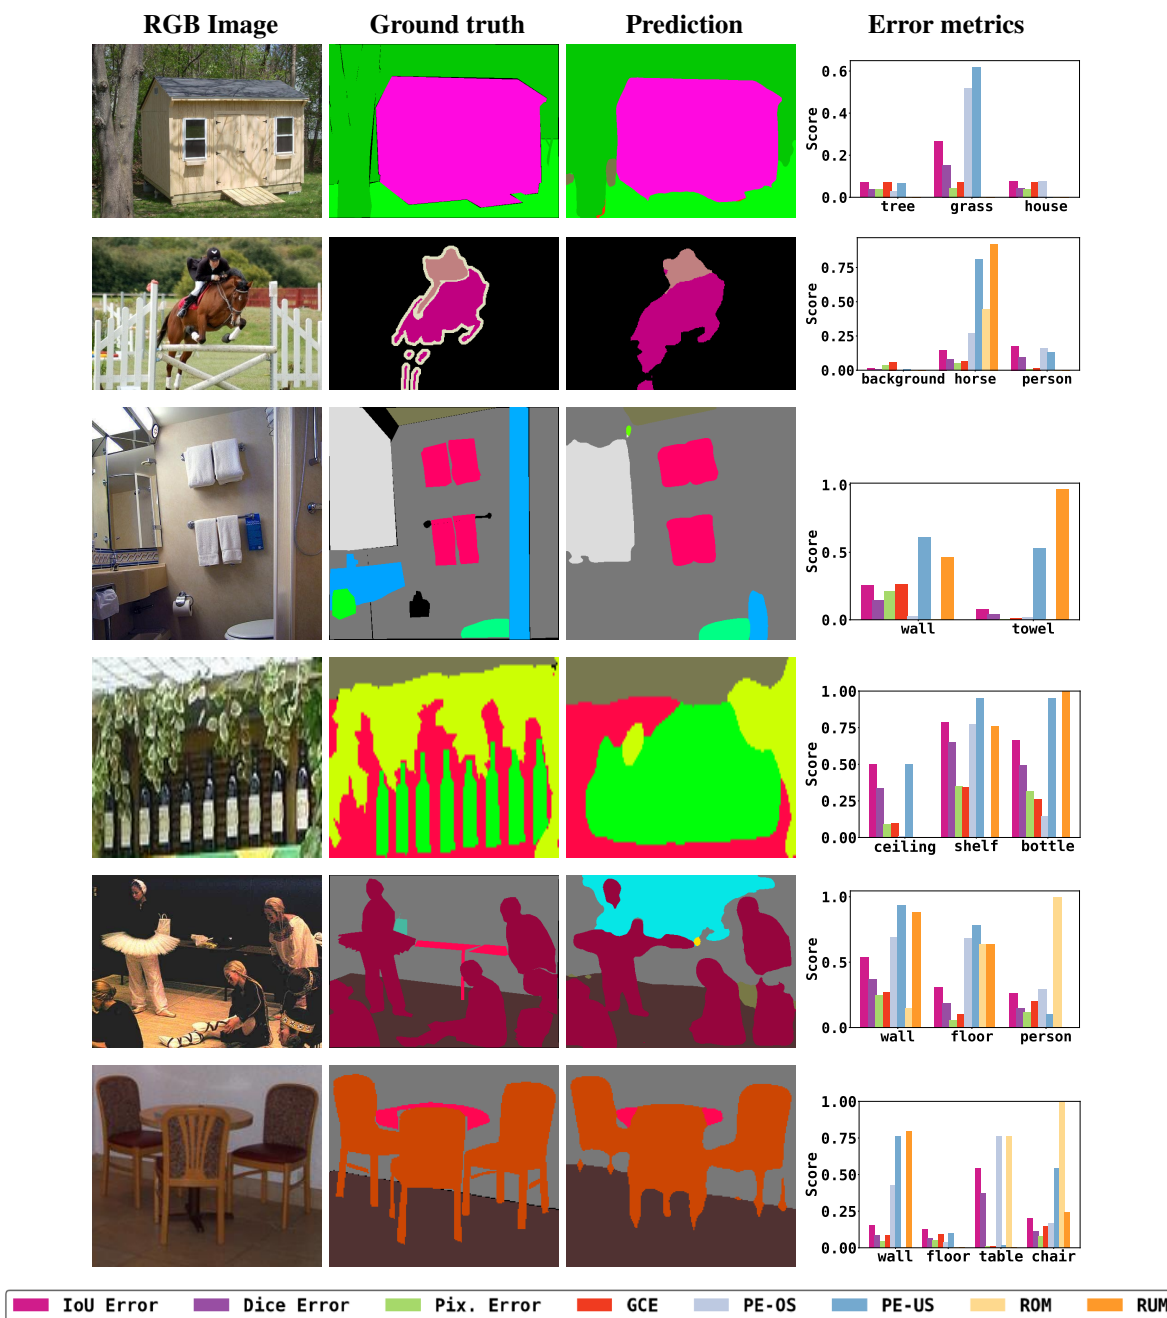 RGB Image Ground truth Prediction Error metrics
0.6
0.4
0.2
0.0
Score
tree grass house
0.75
0.50
0.25
0.00
Score
background horse person
1.0
0.5
0.0
Score
wall towel
1.00
0.75
0.50
0.25
0.00
Score
ceiling shelf bottle
1.0
0.5
0.0
Score
wall floor person
1.00
0.75
0.50
0.25
0.00
Score
wall floor table chair
IoU Error Dice Error Pix. Error GCE PE-OS PE-US ROM RUM